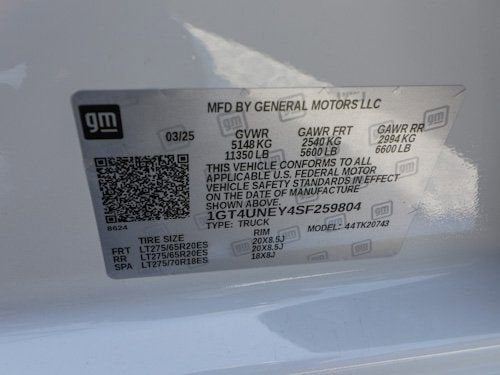 gm
MFD BY GENERAL MOTORS LLC
03/25 GVWR GAWR FRT GAWR RR
5148 KG 2540 KG 2994 KG
11350 LB 5600 LB 6600 LB
THIS VEHICLE CONFORMS TO ALL
APPLICABLE U.S. FEDERAL MOTOR
VEHICLE SAFETY STANDARDS IN EFFECT
ON THE DATE OF MANUFACTURE
SHOWN ABOVE.
1GT4UNEY4SF259804
8624 TYPE: TRUCK MODEL: 44TK20743
TIRE SIZE RIM
FRT LT275/65R20ES 20X8.5J
RR LT275/65R20ES 20X8.5J
SPA LT275/70R18ES 18X8J